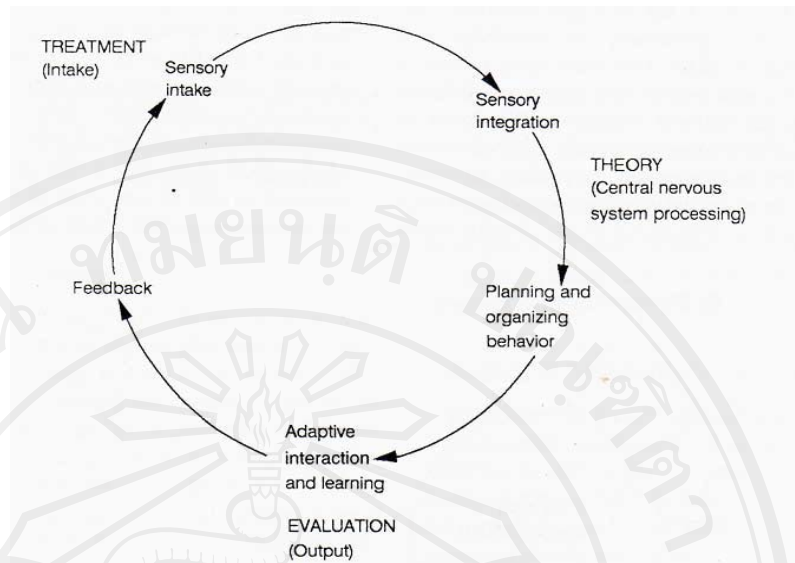 TREATMENT
(Intake)
Sensory
intake
Sensory
integration
THEORY
(Central nervous
system processing)
Planning and
organizing
behavior
Adaptive
interaction
and learning
EVALUATION
(Output)
Feedback